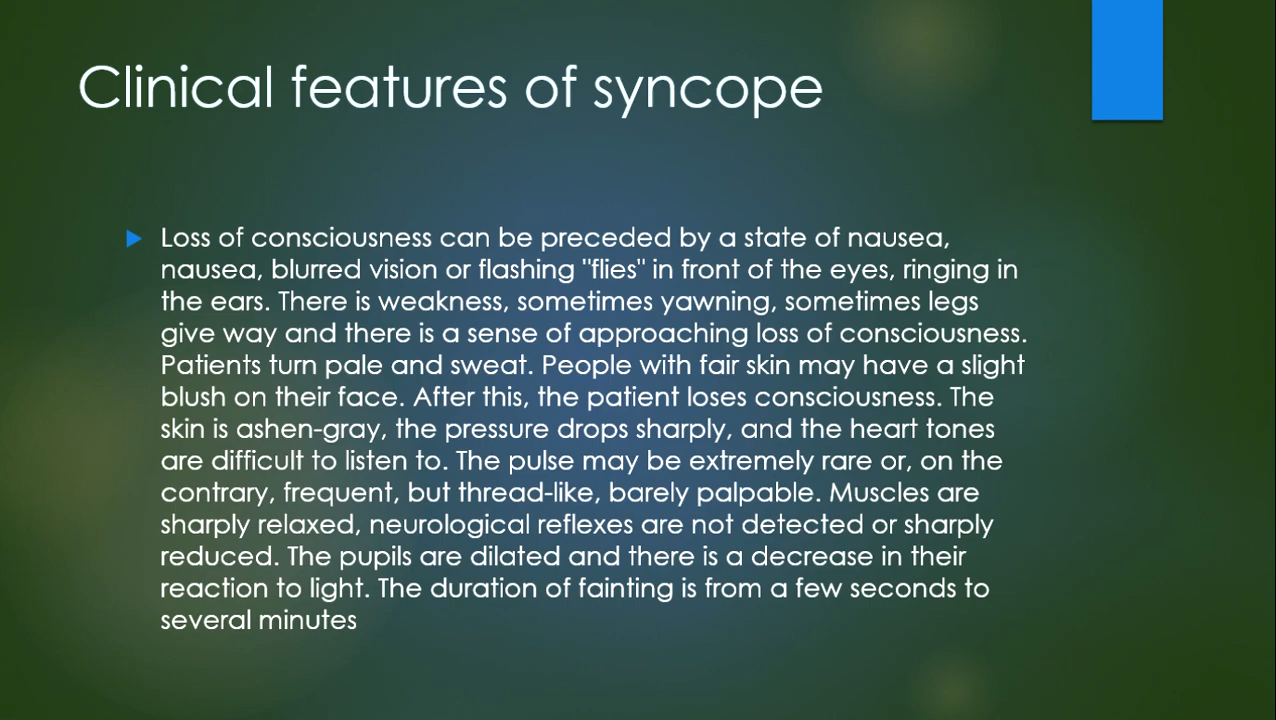 Clinical features of syncope
Loss of consciousness can be preceded by a state of nausea,
nausea, blurred vision or flashing "flies" in front of the eyes, ringing in
the ears. There is weakness, sometimes yawning, sometimes legs
give way and there is a sense of approaching loss of consciousness.
Patients turn pale and sweat. People with fair skin may have a slight
blush on their face. After this, the patient loses consciousness. The
skin is ashen-gray, the pressure drops sharply, and the heart tones
are difficult to listen to. The pulse may be extremely rare or, on the
contrary, frequent, but thread-like, barely palpable. Muscles are
sharply relaxed, neurological reflexes are not detected or sharply
reduced. The pupils are dilated and there is a decrease in their
reaction to light. The duration of fainting is from a few seconds to
several minutes